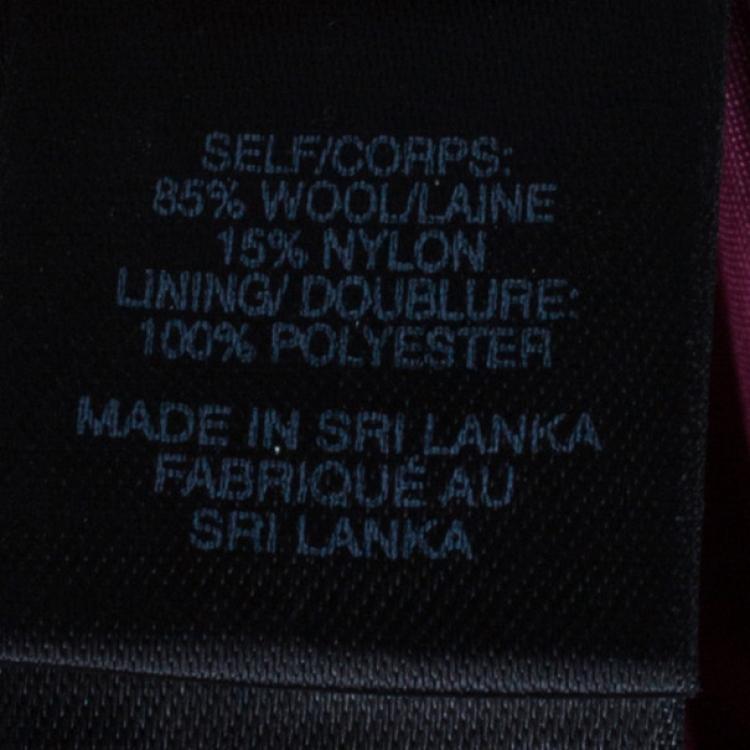 SELF/CORPS:
85% WOOL/LAINE
15% NYLON
LINING/ DOUBLURE:
100% POLYESTER
MADE IN SRI LANKA
FABRIQUÉ AU
SRI LANKA